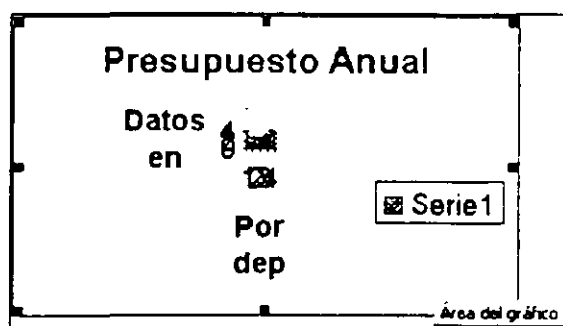 Presupuesto Anual
Datos
en
Serie1
Por
dep
Área del gráfico